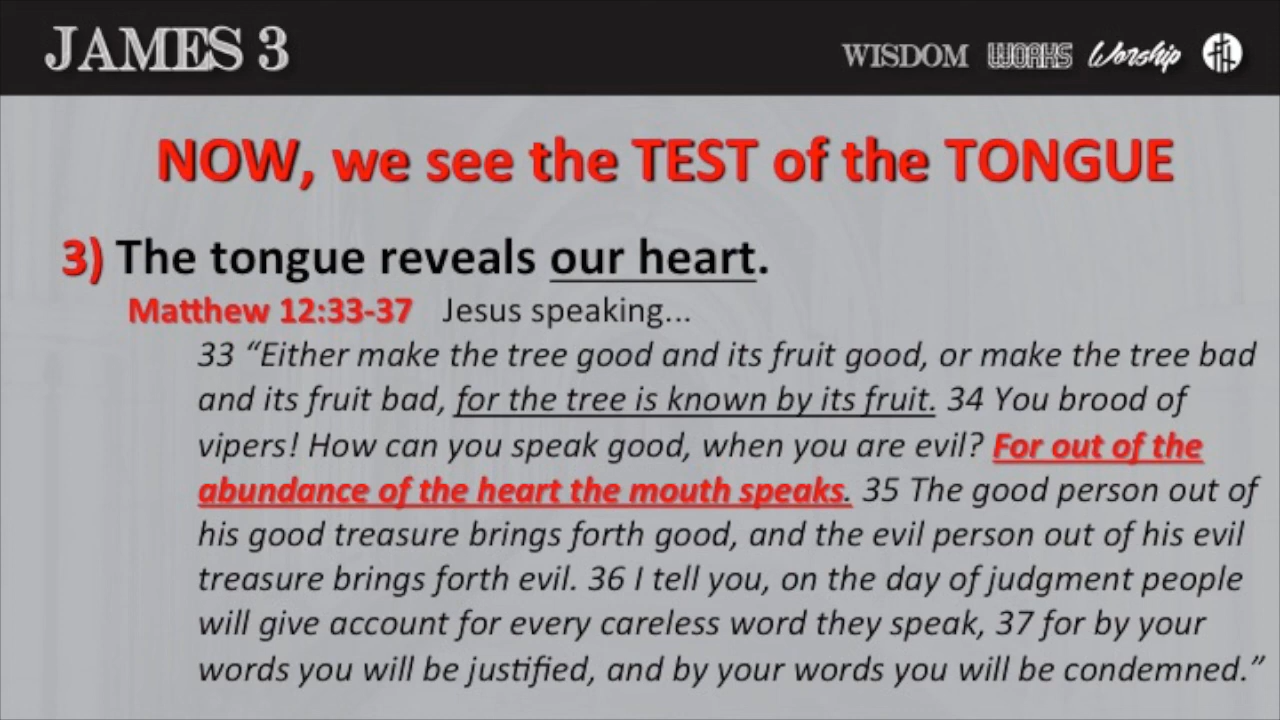 JAMES 3
WISDOM WORKS Worship
NOW, we see the TEST of the TONGUE
3) The tongue reveals our heart.
Matthew 12:33-37 Jesus speaking...
33 “Either make the tree good and its fruit good, or make the tree bad
and its fruit bad, for the tree is known by its fruit. 34 You brood of
vipers! How can you speak good, when you are evil? For out of the
abundance of the heart the mouth speaks. 35 The good person out of
his good treasure brings forth good, and the evil person out of his evil
treasure brings forth evil. 36 I tell you, on the day of judgment people
will give account for every careless word they speak, 37 for by your
words you will be justified, and by your words you will be condemned.”